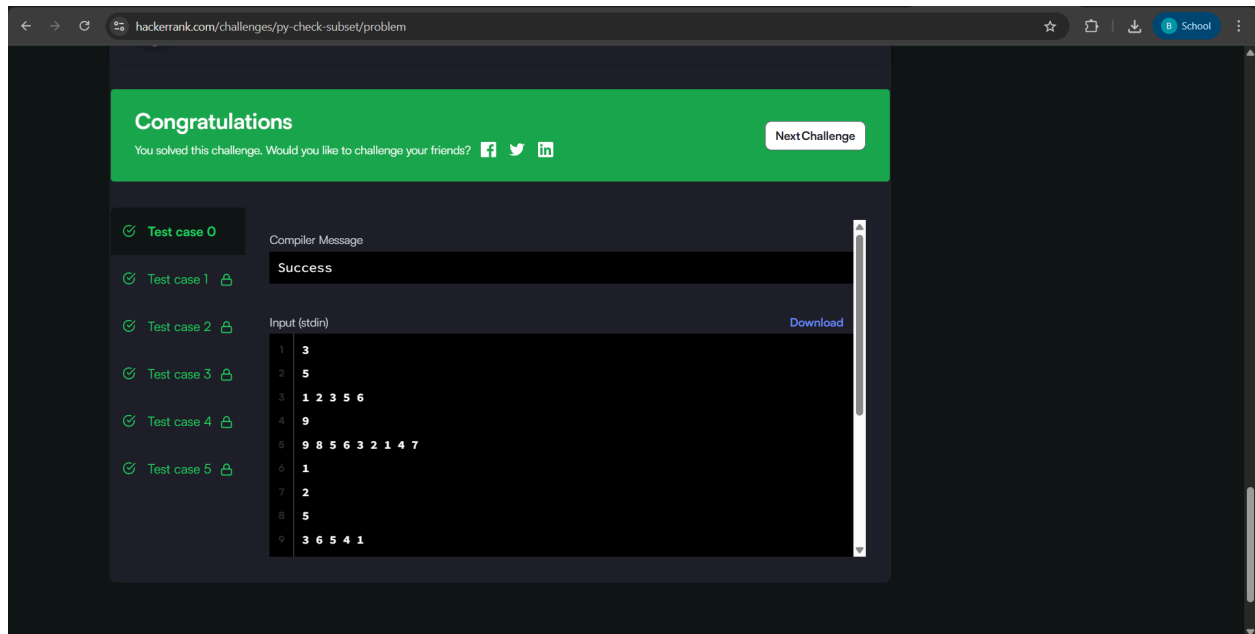 hackerrank.com/challenges/py-check-subset/problem
B School
Congratulations
You solved this challenge. Would you like to challenge your friends?
Next Challenge
Test case 0
Test case 1
Test case 2
Test case 3
Test case 4
Test case 5
Compiler Message
Success
Input (stdin)
Download
1 3
2 5
3 1 2 3 5 6
4 9
5 9 8 5 6 3 2 1 4 7
6 1
7 2
8 5
9 3 6 5 4 1